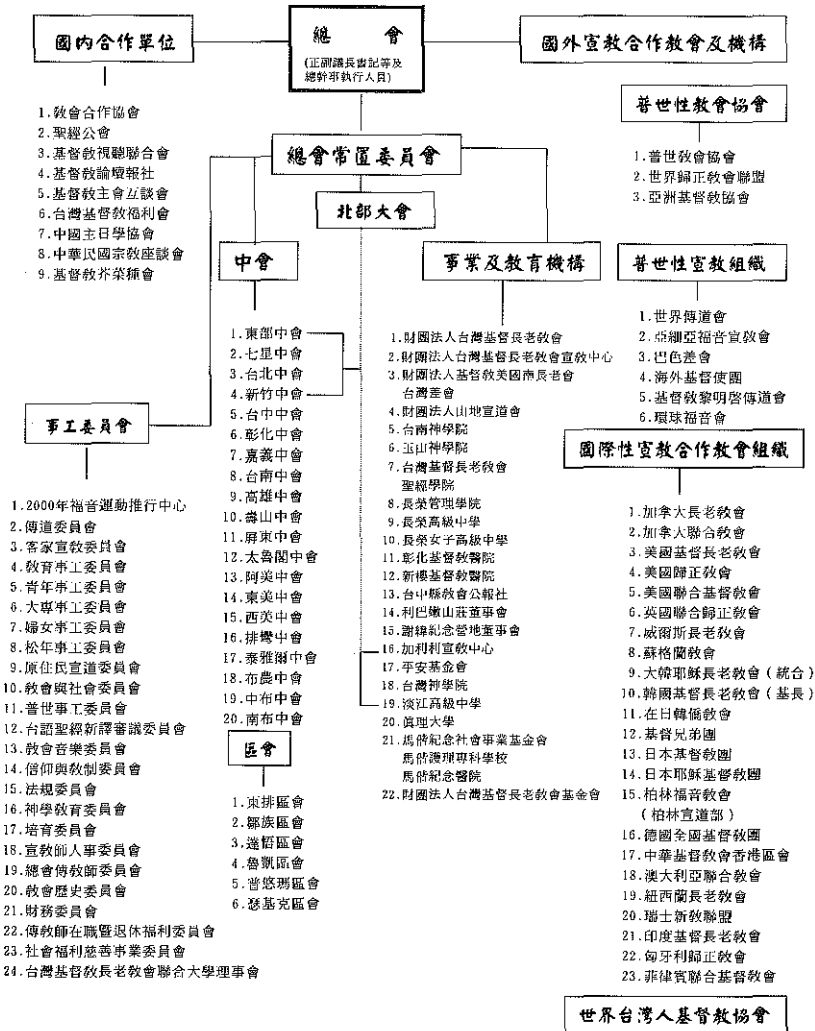 國內合作單位
總會
(正副議長書記等及
總幹事執行人員)
國外宣教合作教會及機構
1.教會合作協會
2.聖經公會
3.基督教視聽聯合會
4.基督教論壇報社
5.基督教主會互談會
6.台灣基督教福利會
7.中國主日學協會
8.中華民國宗教座談會
9.基督教芥菜種會
總會常置委員會
北部大會
普世性教會協會
1.普世教會協會
2.世界歸正教會聯盟
3.亞洲基督教協會
中會
1.東部中會
2.七星中會
3.台北中會
4.新竹中會
5.台中中會
6.彰化中會
7.嘉義中會
8.台南中會
9.高雄中會
10.壽山中會
11.屏東中會
12.太魯閣中會
13.阿美中會
14.東美中會
15.西美中會
16.排灣中會
17.泰雅爾中會
18.布農中會
19.中布中會
20.南布中會
區會
1.東排區會
2.鄒族區會
3.達悟區會
4.魯凱區會
5.普悠瑪區會
6.瑟基克區會
事業及教育機構
1.財團法人台灣基督長老教會
2.財團法人台灣基督長老教會宣教中心
3.財團法人基督教美國南長老會
台灣差會
4.財團法人山地宣道會
5.台南神學院
6.玉山神學院
7.台灣基督長老教會
聖經學院
8.長榮管理學院
9.長榮高級中學
10.長榮女子高級中學
11.彰化基督教醫院
12.新樓基督教醫院
13.台中縣教會公報社
14.利巴嫩山莊董事會
15.謝緯紀念營地董事會
16.加利利宣教中心
17.平安基金會
18.台灣神學院
19.淡江高級中學
20.真理大學
21.馬偕紀念社會事業基金會
馬偕護理專科學校
馬偕紀念醫院
22.財團法人台灣基督長老教會基金會
普世性宣教組織
1.世界傳道會
2.亞細亞福音宣教會
3.巴色差會
4.海外基督使團
5.基督教黎明啓傳道會
6.環球福音會
事工委員會
1.2000年福音運動推行中心
2.傳道委員會
3.客家宣教委員會
4.教育事工委員會
5.青年事工委員會
6.大專事工委員會
7.婦女事工委員會
8.松年事工委員會
9.原住民宣道委員會
10.教會與社會委員會
11.普世事工委員會
12.台語聖經新譯審議委員會
13.教會音樂委員會
14.信仰與教制委員會
15.法規委員會
16.神學教育委員會
17.培育委員會
18.宣教師人事委員會
19.總會傳教師委員會
20.教會歷史委員會
21.財務委員會
22.傳教師在職暨退休福利委員會
23.社會福利慈善事業委員會
24.台灣基督教長老教會聯合大學理事會
國際性宣教合作教會組織
1.加拿大長老教會
2.加拿大聯合教會
3.美國基督長老教會
4.美國歸正教會
5.美國聯合基督教會
6.英國聯合歸正教會
7.威爾斯長老教會
8.蘇格蘭教會
9.大韓耶穌長老教會(統合)
10.韓國基督長老教會(基長)
11.在日韓僑教會
12.基督兄弟團
13.日本基督教團
14.日本耶穌基督教團
15.柏林福音教會
(柏林宣道部)
16.德國全國基督教團
17.中華基督教會香港區會
18.澳大利亞聯合教會
19.紐西蘭長老教會
20.瑞士新教聯盟
21.印度基督長老教會
22.匈牙利歸正教會
23.菲律賓聯合基督教會
世界台灣人基督教協會